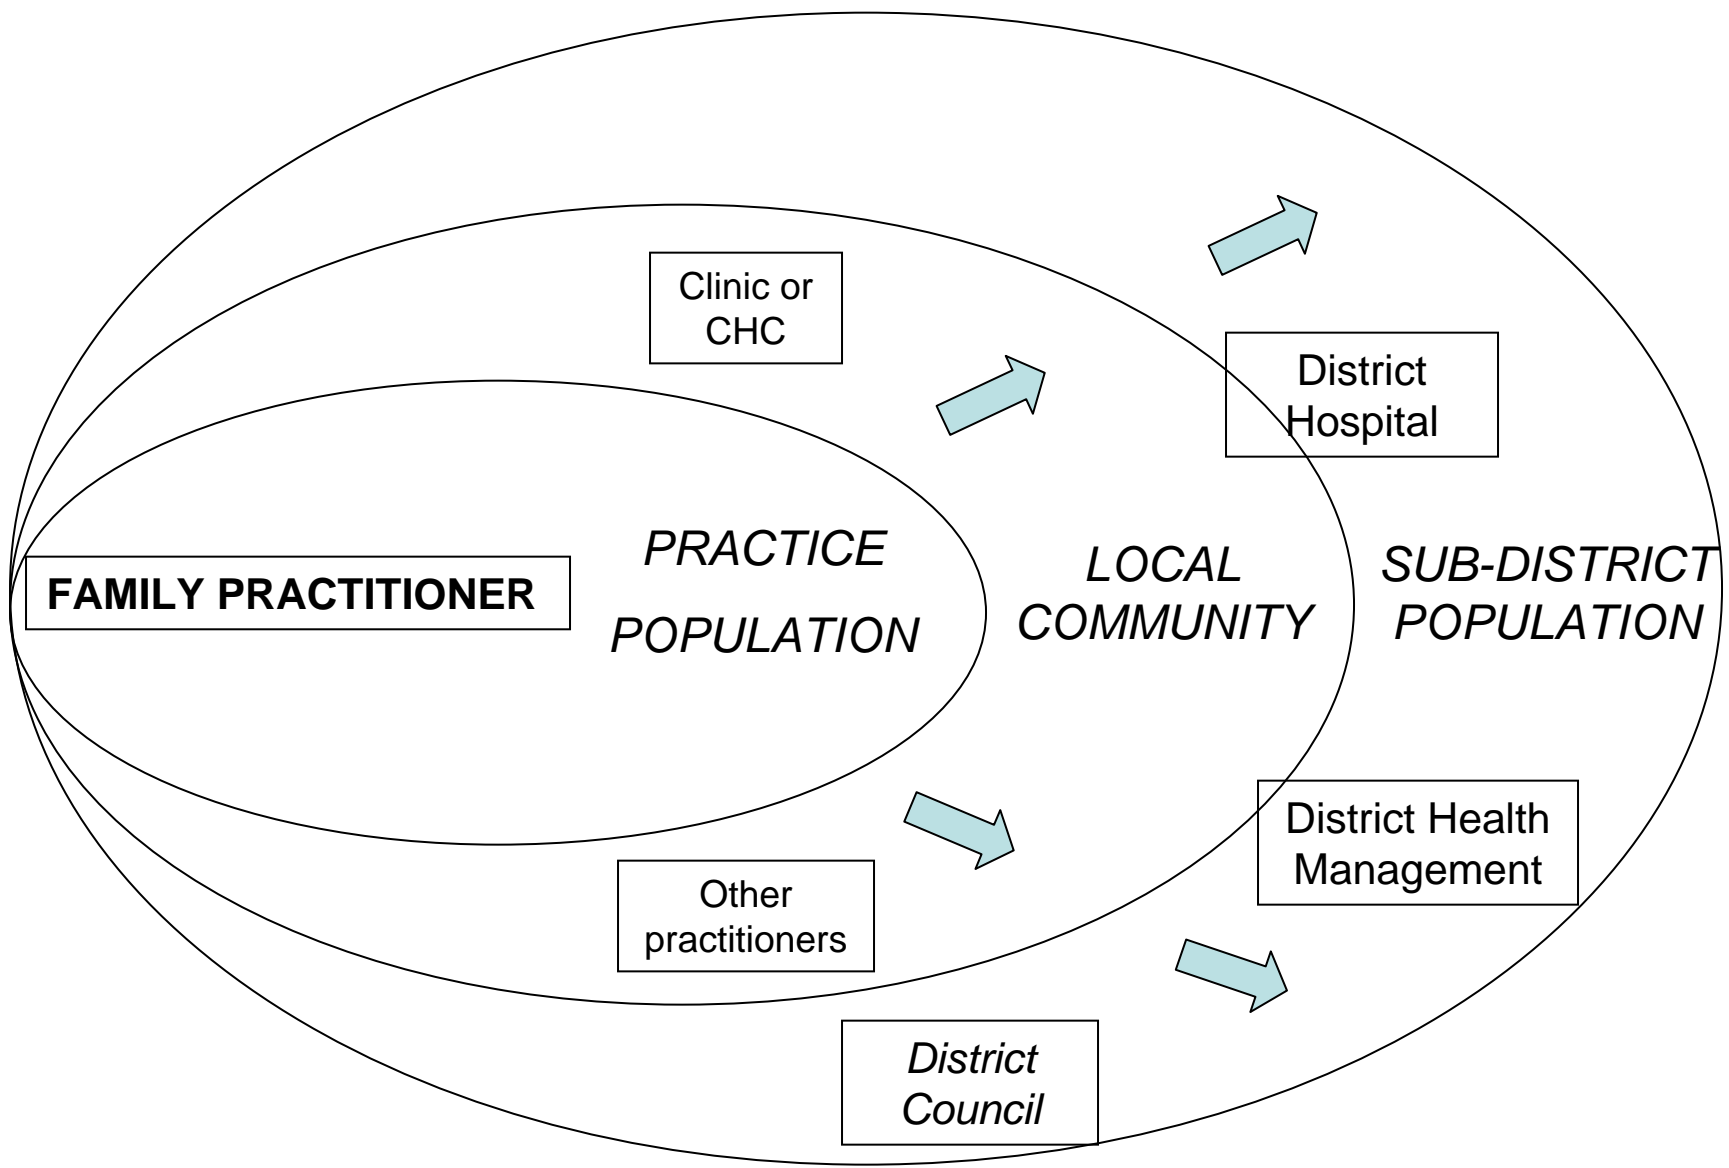 Clinic or
CHC
District
Hospital
FAMILY PRACTITIONER
PRACTICE
POPULATION
LOCAL
COMMUNITY
SUB-DISTRICT
POPULATION
District Health
Management
Other
practitioners
District
Council